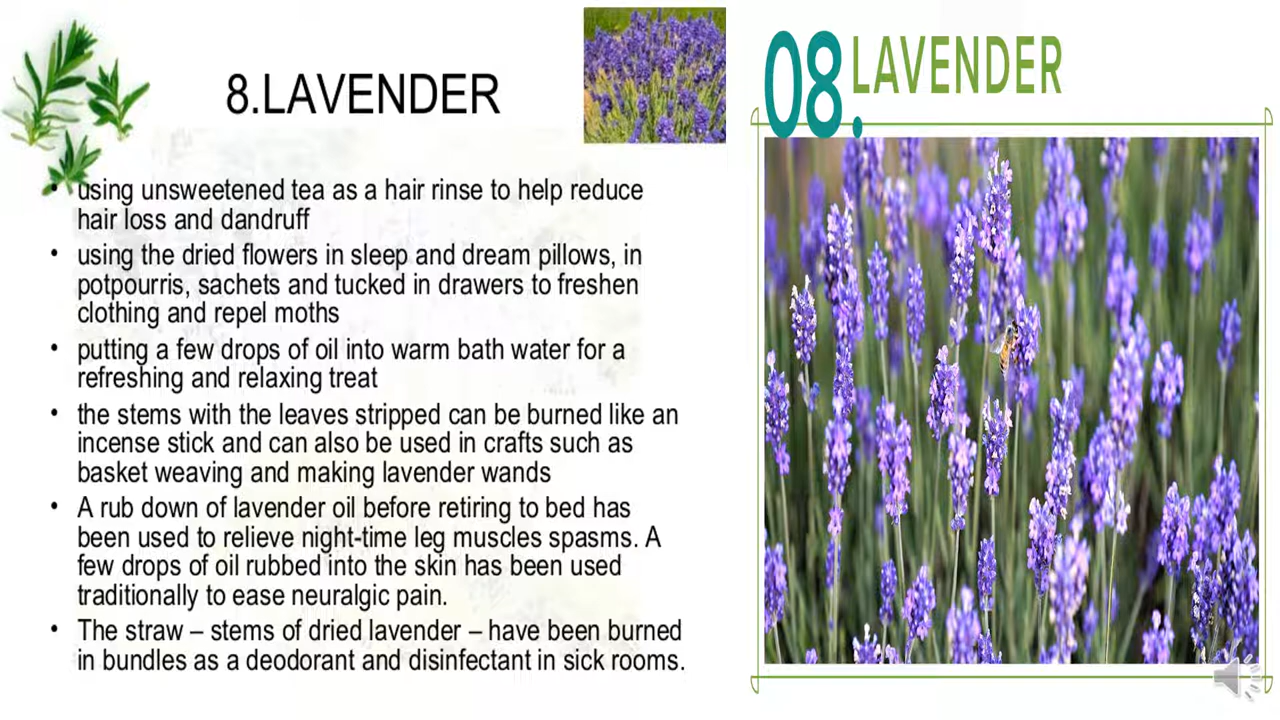 8.LAVENDER
• using unsweetened tea as a hair rinse to help reduce
hair loss and dandruff
• using the dried flowers in sleep and dream pillows, in
potpourris, sachets and tucked in drawers to freshen
clothing and repel moths
• putting a few drops of oil into warm bath water for a
refreshing and relaxing treat
• the stems with the leaves stripped can be burned like an
incense stick and can also be used in crafts such as
basket weaving and making lavender wands
• A rub down of lavender oil before retiring to bed has
been used to relieve night-time leg muscles spasms. A
few drops of oil rubbed into the skin has been used
traditionally to ease neuralgic pain.
• The straw – stems of dried lavender – have been burned
in bundles as a deodorant and disinfectant in sick rooms.
08. LAVENDER